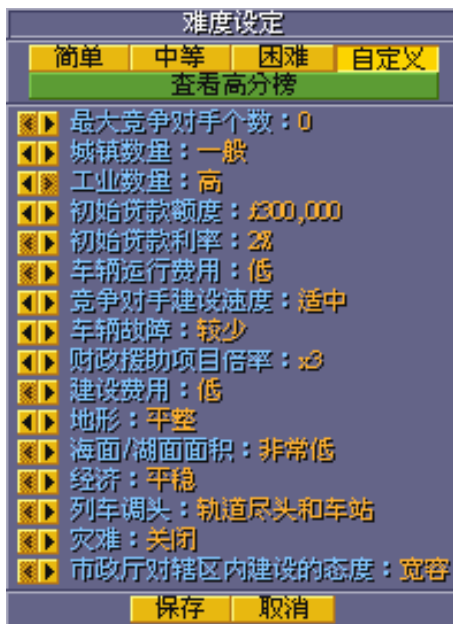 难度设定
简单 中等 困难 自定义
查看高分榜
最大竞争对手个数：0
城镇数量：一般
工业数量：高
初始贷款额度：£300,000
初始贷款利率：2%
车辆运行费用：低
竞争对手建设速度：适中
车辆故障：较少
财政援助项目倍率：x3
建设费用：低
地形：平整
海面/湖面面积：非常低
经济：平稳
列车调头：轨道尽头和车站
灾难：关闭
市政厅对辖区内建设的态度：宽容
保存 取消